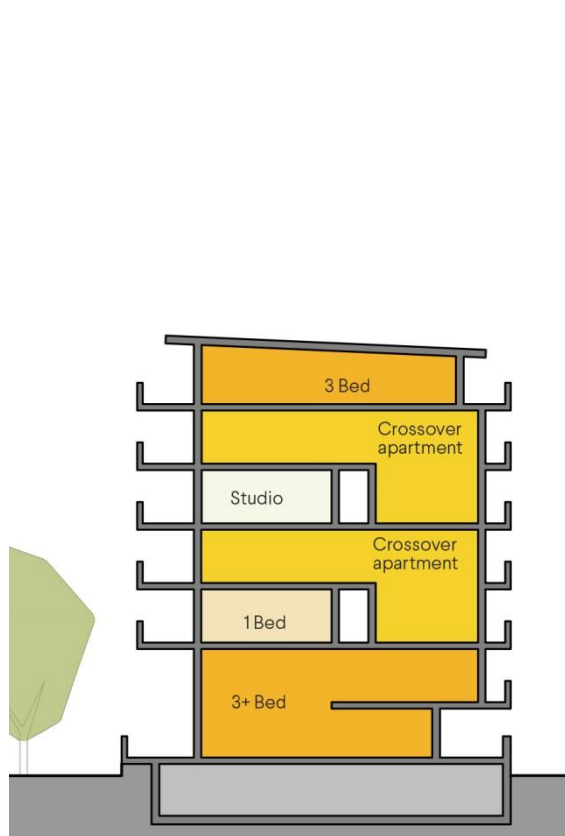 3 Bed
Crossover
apartment
Studio
Crossover
apartment
1 Bed
3+ Bed